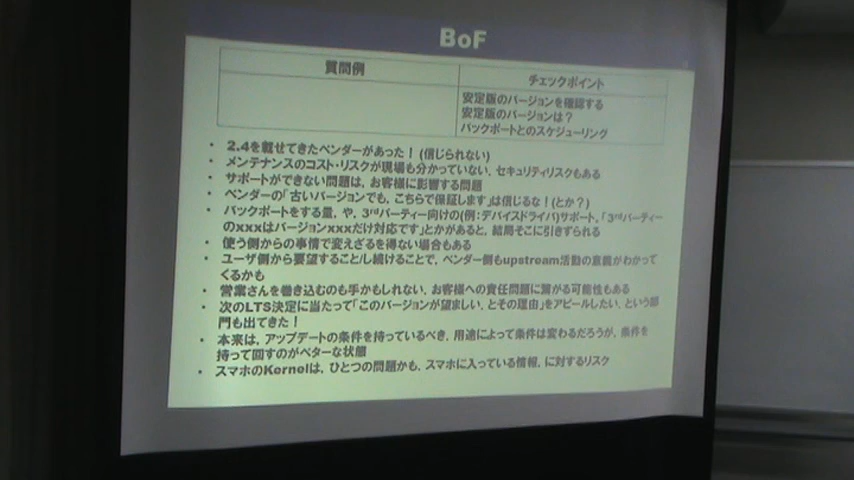 BoF
質問例
チェックポイント
安定版のバージョンを確認する
安定版のバージョンは？
バックポートとのスケジューリング
• 2.4を載せてきたベンダーがあった！(信じられない)
• メンテナンスのコスト・リスクが現場も分かっていない，セキュリティリスクもある
• サポートができない問題は，お客様に影響する問題
• ベンダーの「古いバージョンでも，こちらで保証します」は信じるな！(とか？)
• バックポートをする量，や，3rdパーティー向けの(例：デバイスドライバ)サポート，「3rdパーティー
のxxxはバージョンxxxだけ対応です」とかがあると，結局そこに引きずられる
• 使う側からの事情で変えざるを得ない場合もある
• ユーザ側から要望すること/し続けることで，ベンダー側もupstream活動の意義がわかって
くるかも
• 営業さんを巻き込むのも手かもしれない，お客様への責任問題に繋がる可能性もある
• 次のLTS決定に当たって「このバージョンが望ましい，とその理由」をアピールしたい，という部
門も出てきた！
• 本来は，アップデートの条件を持っているべき，用途によって条件は変わるだろうが，条件を
持って回すのがベターな状態
• スマホのKernelは，ひとつの問題かも，スマホに入っている情報，に対するリスク